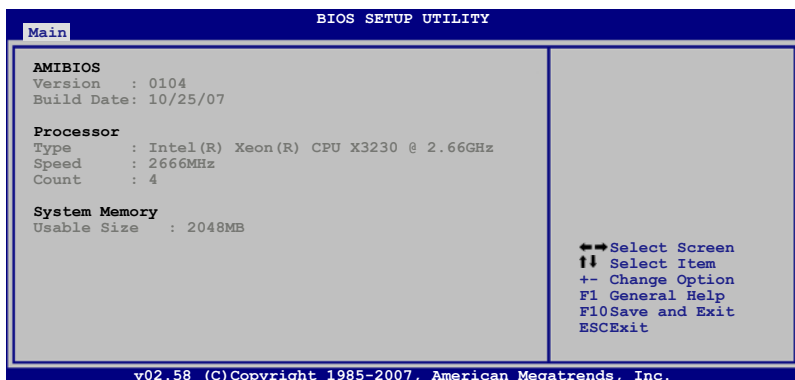 BIOS SETUP UTILITY
Main
AMIBIOS
Version : 0104
Build Date: 10/25/07
Processor
Type : Intel(R) Xeon(R) CPU X3230 @ 2.66GHz
Speed : 2666MHz
Count : 4
System Memory
Usable Size : 2048MB
←→Select Screen
↑↓ Select Item
+- Change Option
F1 General Help
F10Save and Exit
ESCExit
v02.58 (C)Copyright 1985-2007, American Megatrends, Inc.